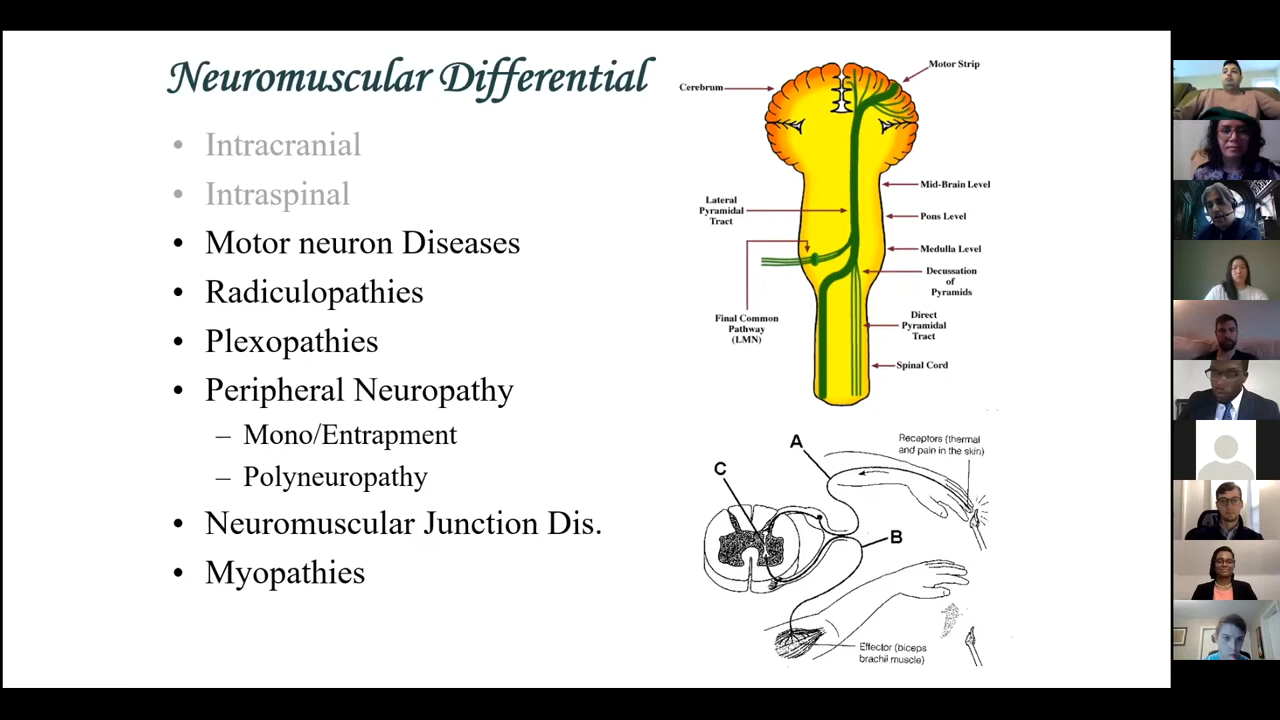 Neuromuscular Differential
• Intracranial
• Intraspinal
• Motor neuron Diseases
• Radiculopathies
• Plexopathies
• Peripheral Neuropathy
– Mono/Entrapment
– Polyneuropathy
• Neuromuscular Junction Dis.
• Myopathies
Motor Strip
Cerebrum
Mid-Brain Level
Lateral
Pyramidal
Tract
Pons Level
Medulla Level
Decussation
of
Pyramids
Final Common
Pathway
(LMN)
Direct
Pyramidal
Tract
Spinal Cord
A
Receptors (thermal
and pain in the skin)
C
B
Effector (biceps
brachii muscle)